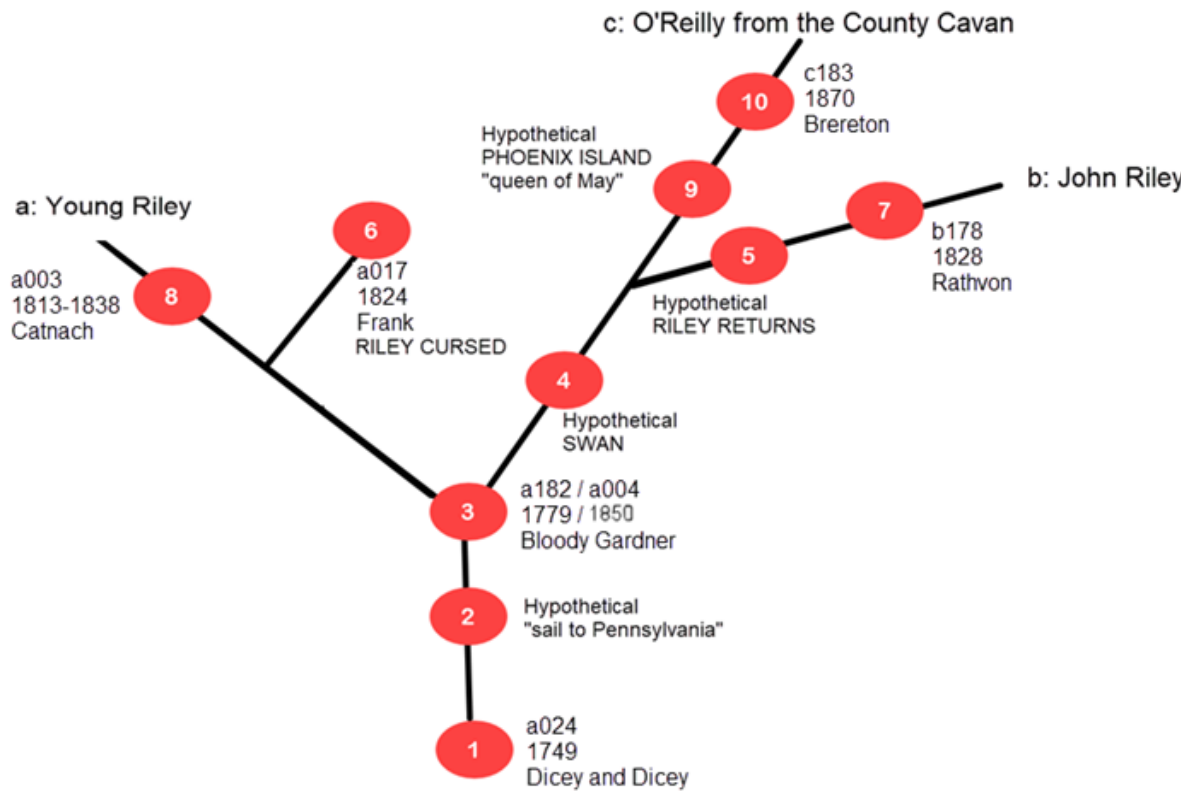 c: O'Reilly from the County Cavan
10
c183
1870
Brereton
Hypothetical
PHOENIX ISLAND
"queen of May"
9
b: John Riley
7
b178
1828
Rathvon
a: Young Riley
6
a017
1824
Frank
RILEY CURSED
5
Hypothetical
RILEY RETURNS
a003
1813-1838
Catnach
8
4
Hypothetical
SWAN
3
a182 / a004
1779 / 1850
Bloody Gardner
2
Hypothetical
"sail to Pennsylvania"
1
a024
1749
Dicey and Dicey